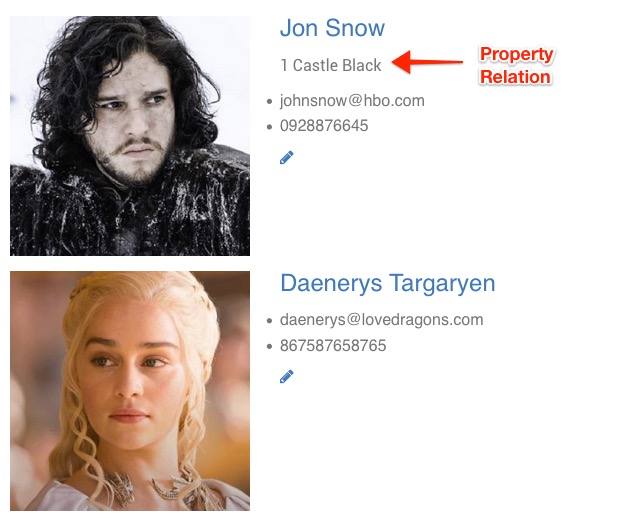 Jon Snow
1 Castle Black
Property
Relation
johnsnow@hbo.com
0928876645
Daenerys Targaryen
daenerys@lovedragons.com
867587658765